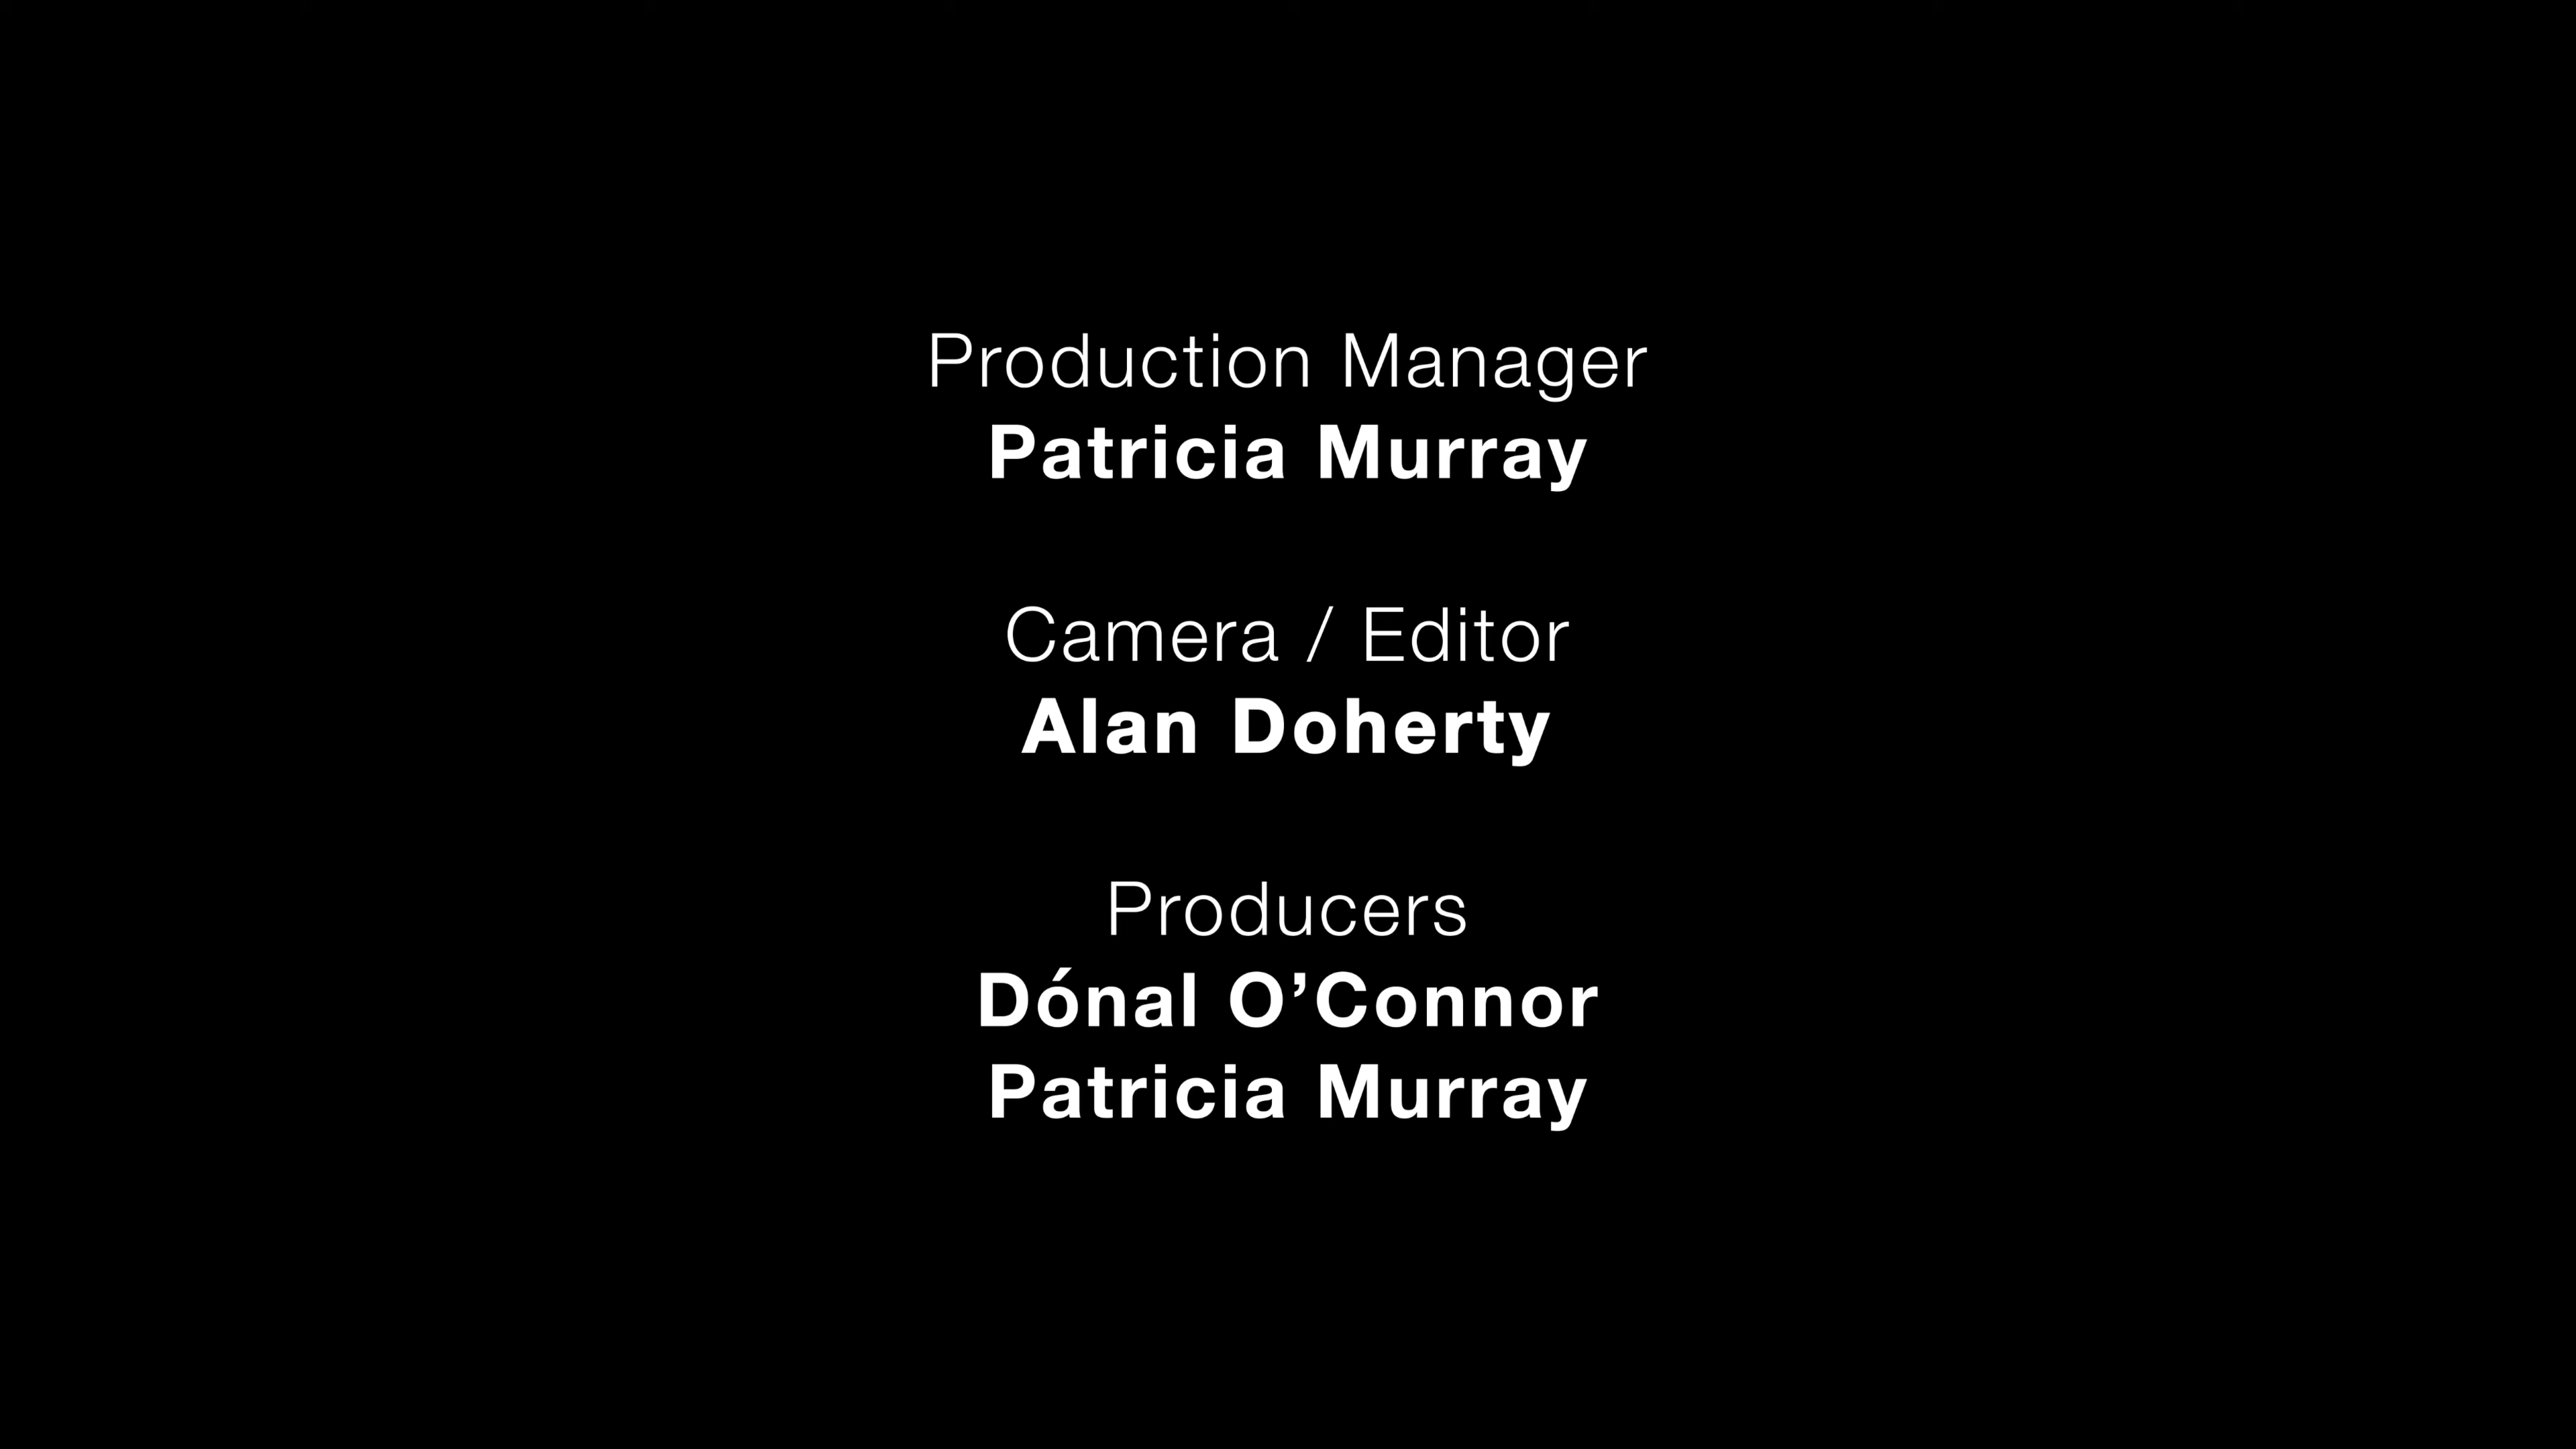 Production Manager
Patricia Murray
Camera / Editor
Alan Doherty
Producers
Dónal O’Connor
Patricia Murray